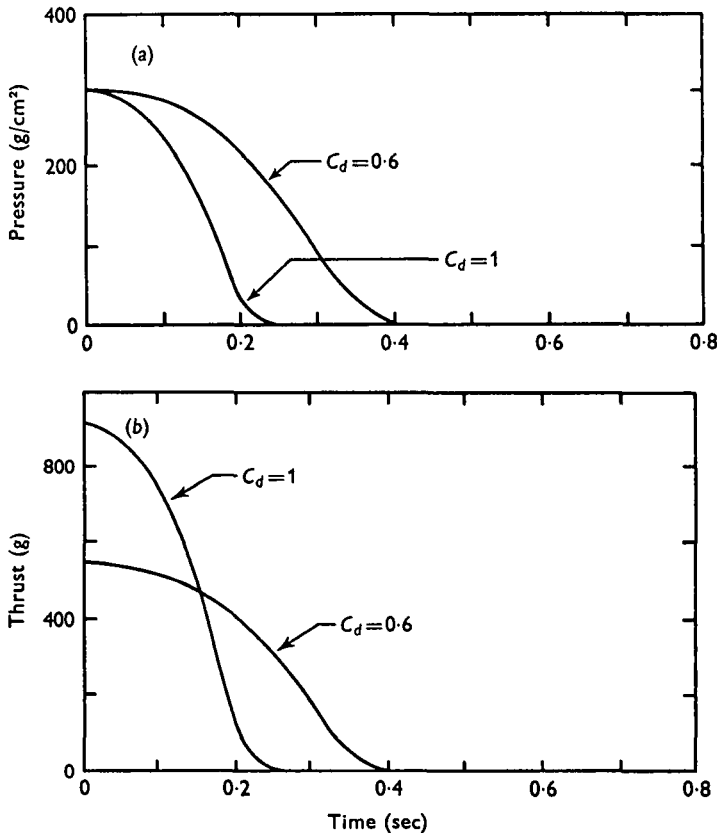 400
(a)
Pressure (g/cm²)
C_d=0·6
200
C_d=1
0
0 0·2 0·4 0·6 0·8
(b)
800
C_d=1
Thrust (g)
400
C_d=0·6
0
0 0·2 0·4 0·6 0·8
Time (sec)